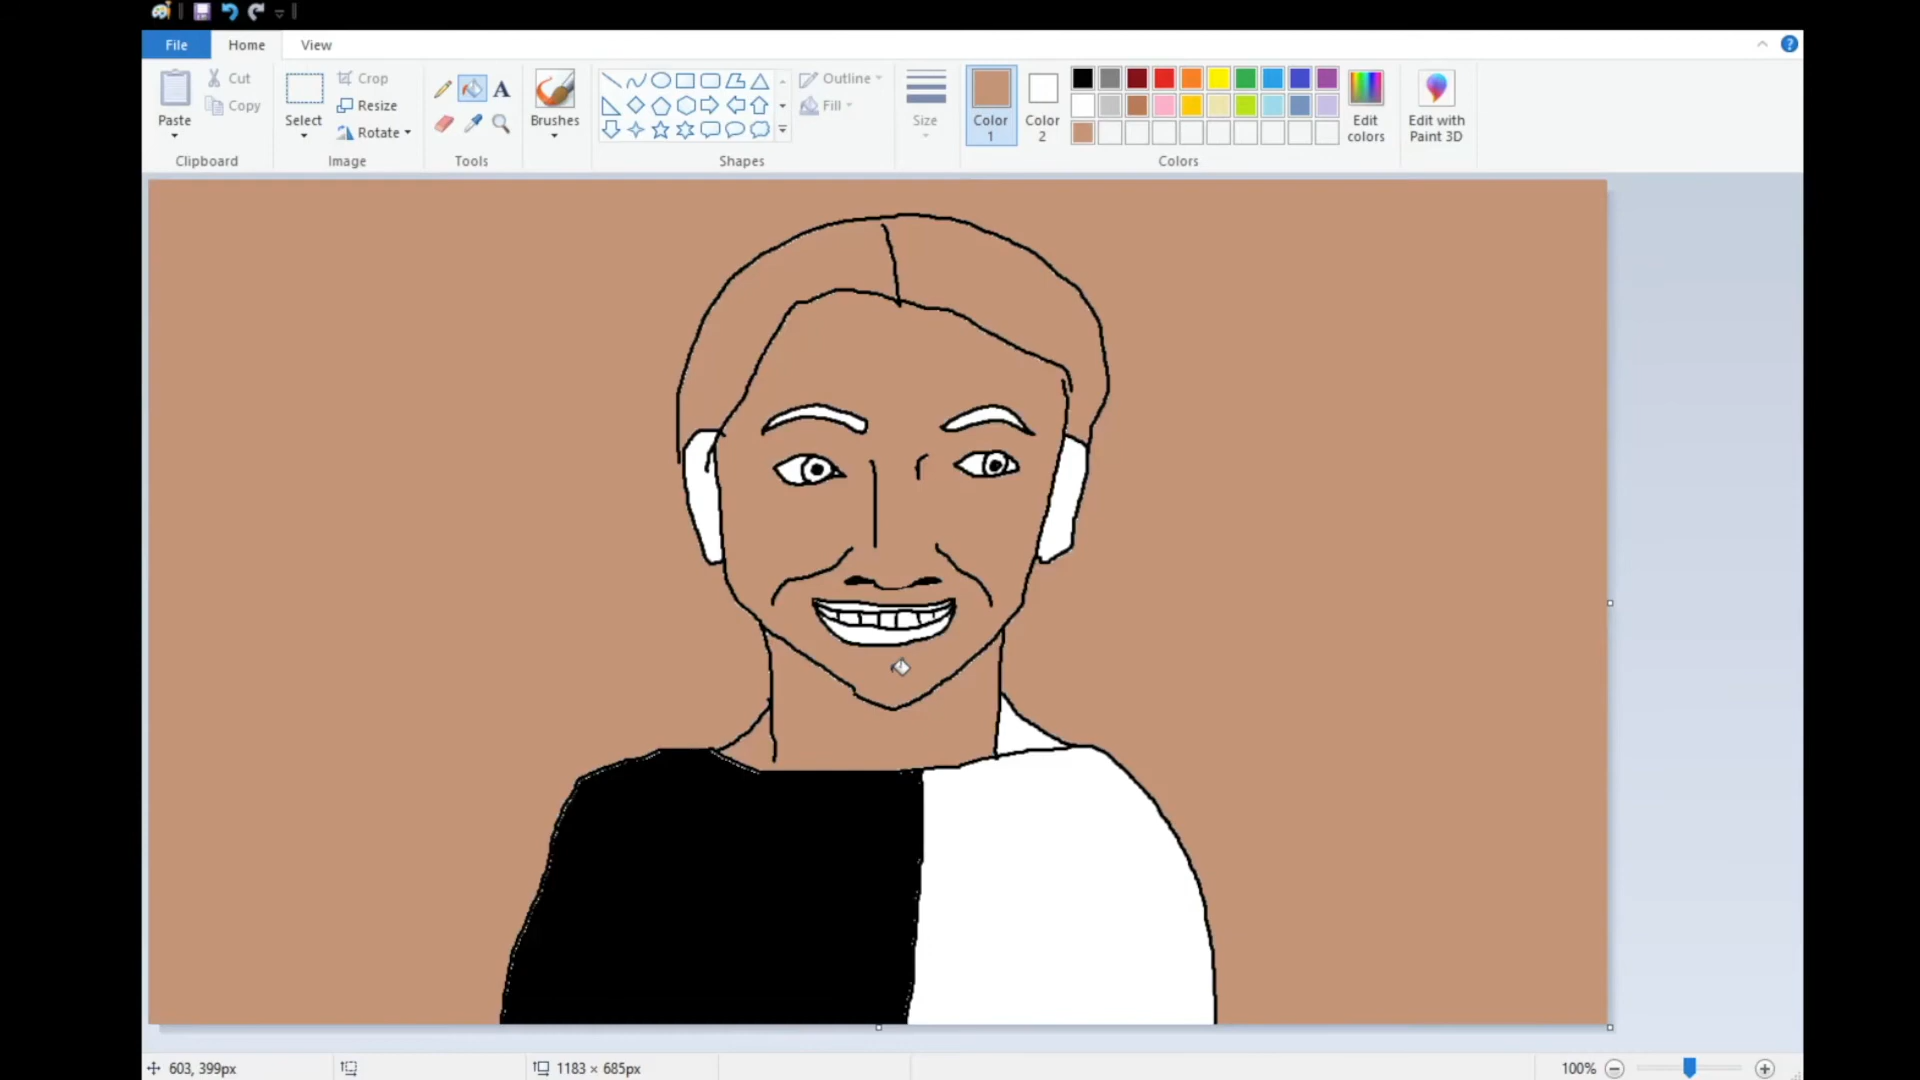 File Home View
Paste
Cut
Copy
Clipboard
Select
Crop
Resize
Rotate
Image
A
Tools
Brushes
Shapes
Outline
Fill
Size
Color
1
Color
2
Colors
Edit
colors
Edit with
Paint 3D
?
603, 399px
1183 × 685px
100%